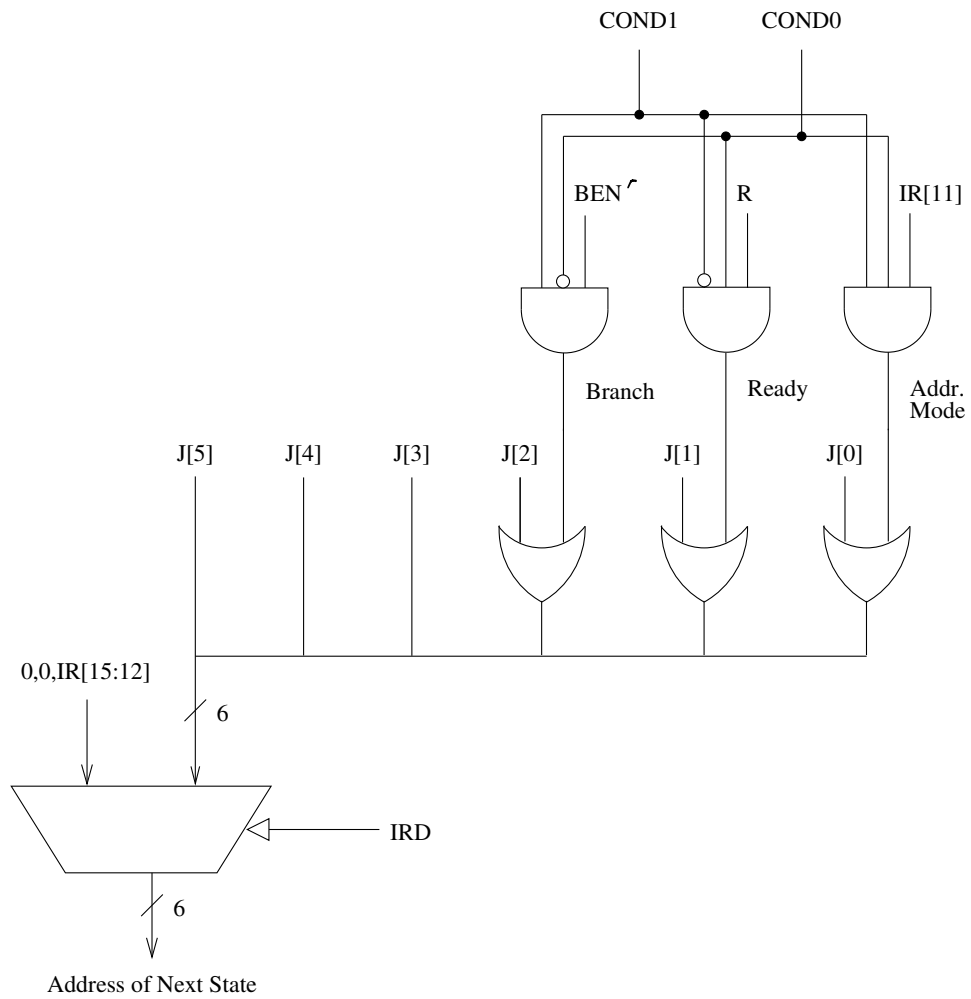 COND1 COND0
BEN R IR[11]
Branch Ready Addr.
Mode
J[5] J[4] J[3] J[2] J[1] J[0]
0,0,IR[15:12]
6
IRD
6
Address of Next State